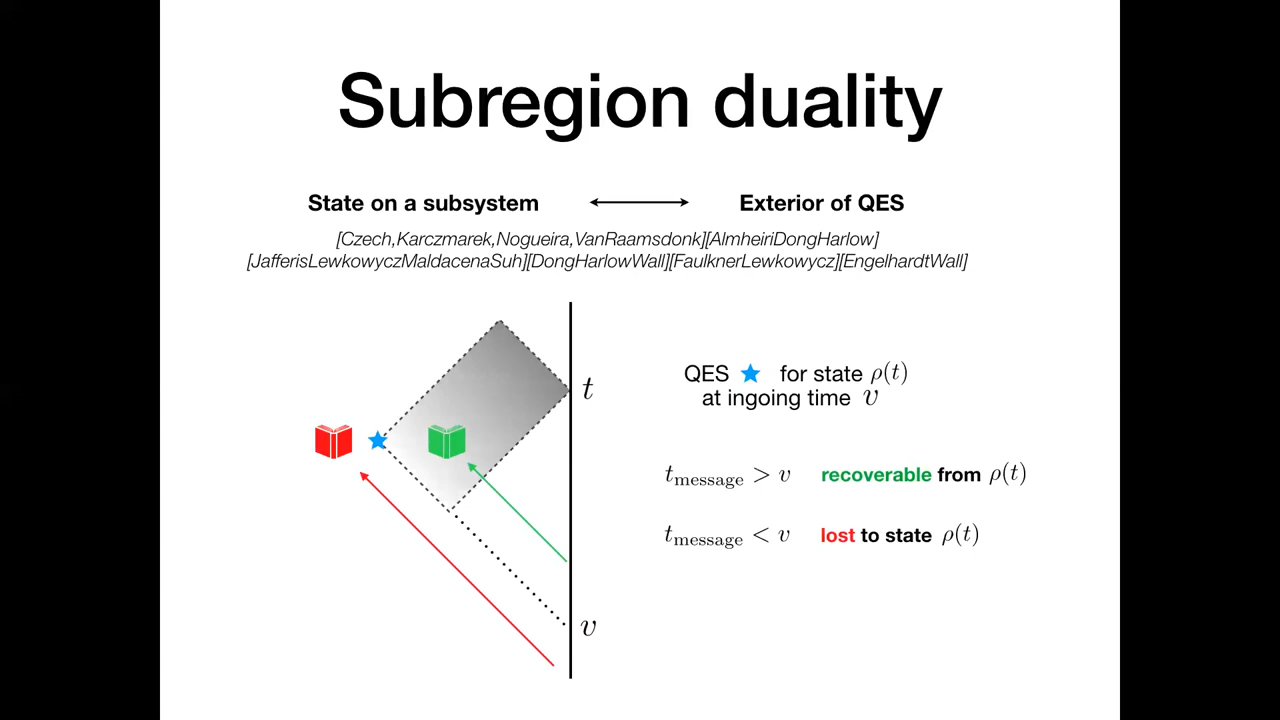 Subregion duality
State on a subsystem
Exterior of QES
[Czech,Karczmarek,Nogueira,VanRaamsdonk][AlmheiriDongHarlow]
[JafferisLewkowyczMaldacenaSuh][DongHarlowWall][FaulknerLewkowycz][EngelhardtWall]
t
v
QES for state ρ(t)
at ingoing time v
t_message > v recoverable from ρ(t)
t_message < v lost to state ρ(t)